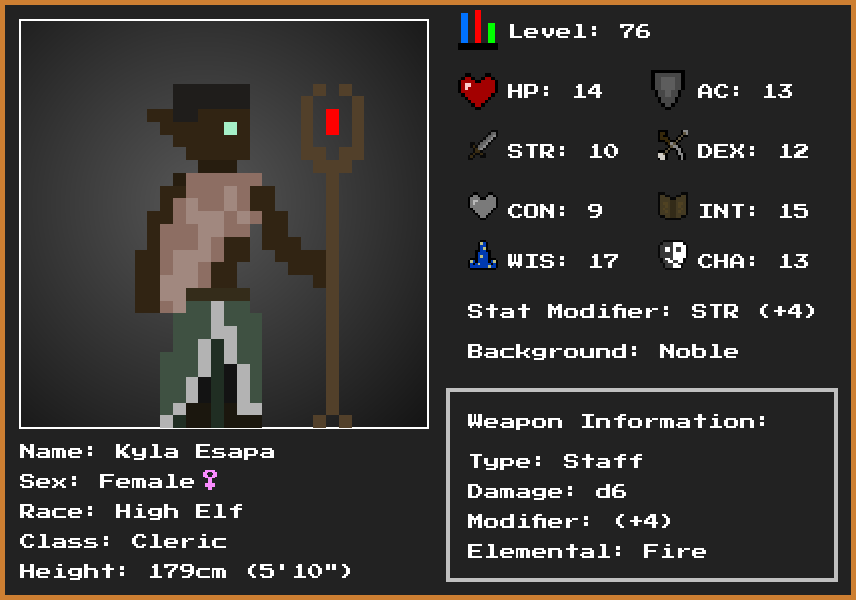 Level: 76
HP: 14
AC: 13
STR: 10
DEX: 12
CON: 9
INT: 15
WIS: 17
CHA: 13
Stat Modifier: STR (+4)
Background: Noble
Weapon Information:
Type: Staff
Damage: d6
Modifier: (+4)
Elemental: Fire
Name: Kyla Esapa
Sex: Female♀
Race: High Elf
Class: Cleric
Height: 179cm (5'10")